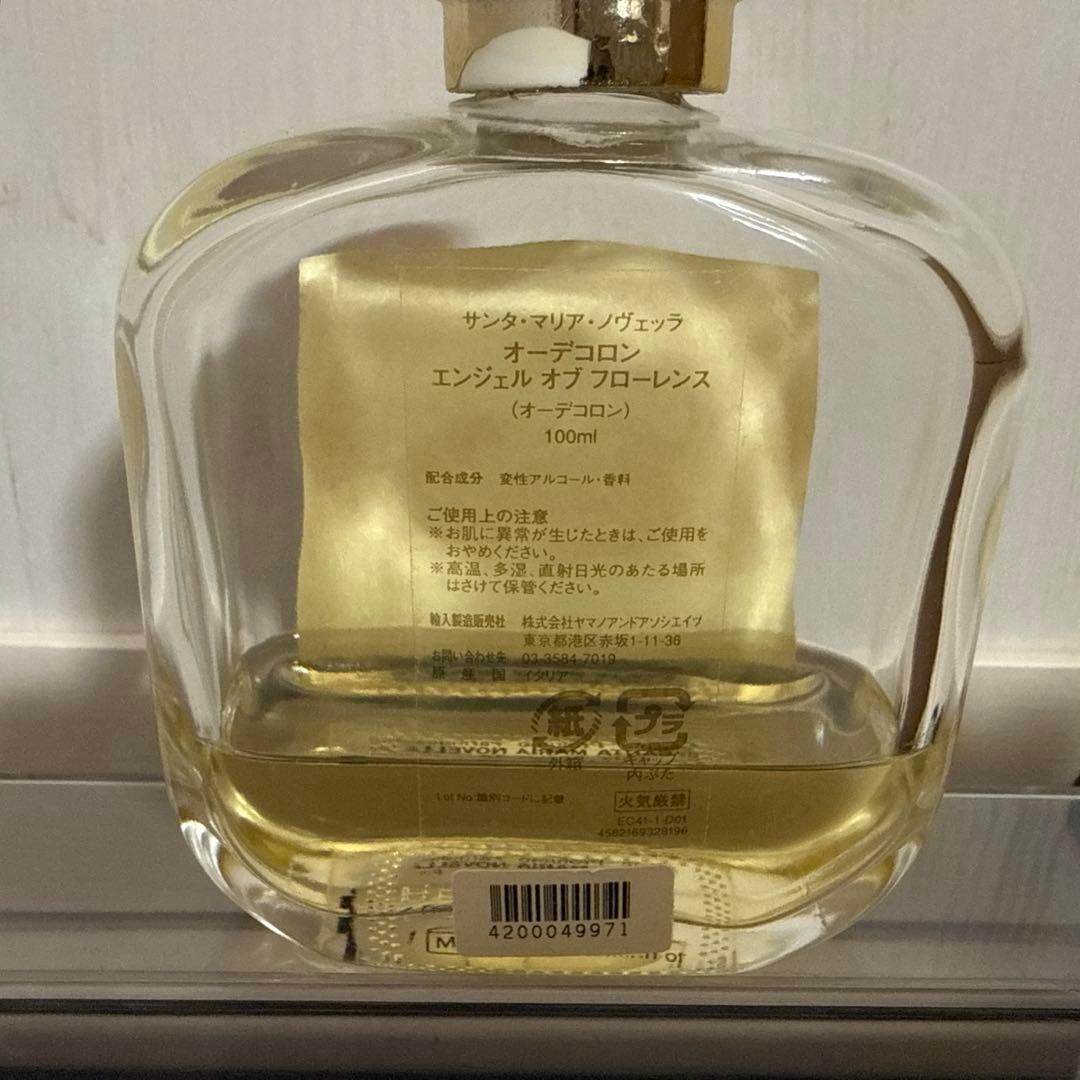 サンタ・マリア・ノヴェッラ
オーデコロン
エンジェル オブ フローレンス
（オーデコロン）
100ml
配合成分 変性アルコール・香料
ご使用上の注意
※お肌に異常が生じたときは、ご使用を
おやめください。
※高温、多湿、直射日光のあたる場所
はさけて保管ください。
輸入製造販売社 株式会社ヤマノアンドアソシエイツ
東京都港区赤坂1-11-36
お問い合わせ先 03-3584-7019
原産国 イタリア
紙 プラ
外箱 キャップ
内ぶた
Lot No.識別コードに記載
火気厳禁
EC41-1-D01
4582169328196
4200049971